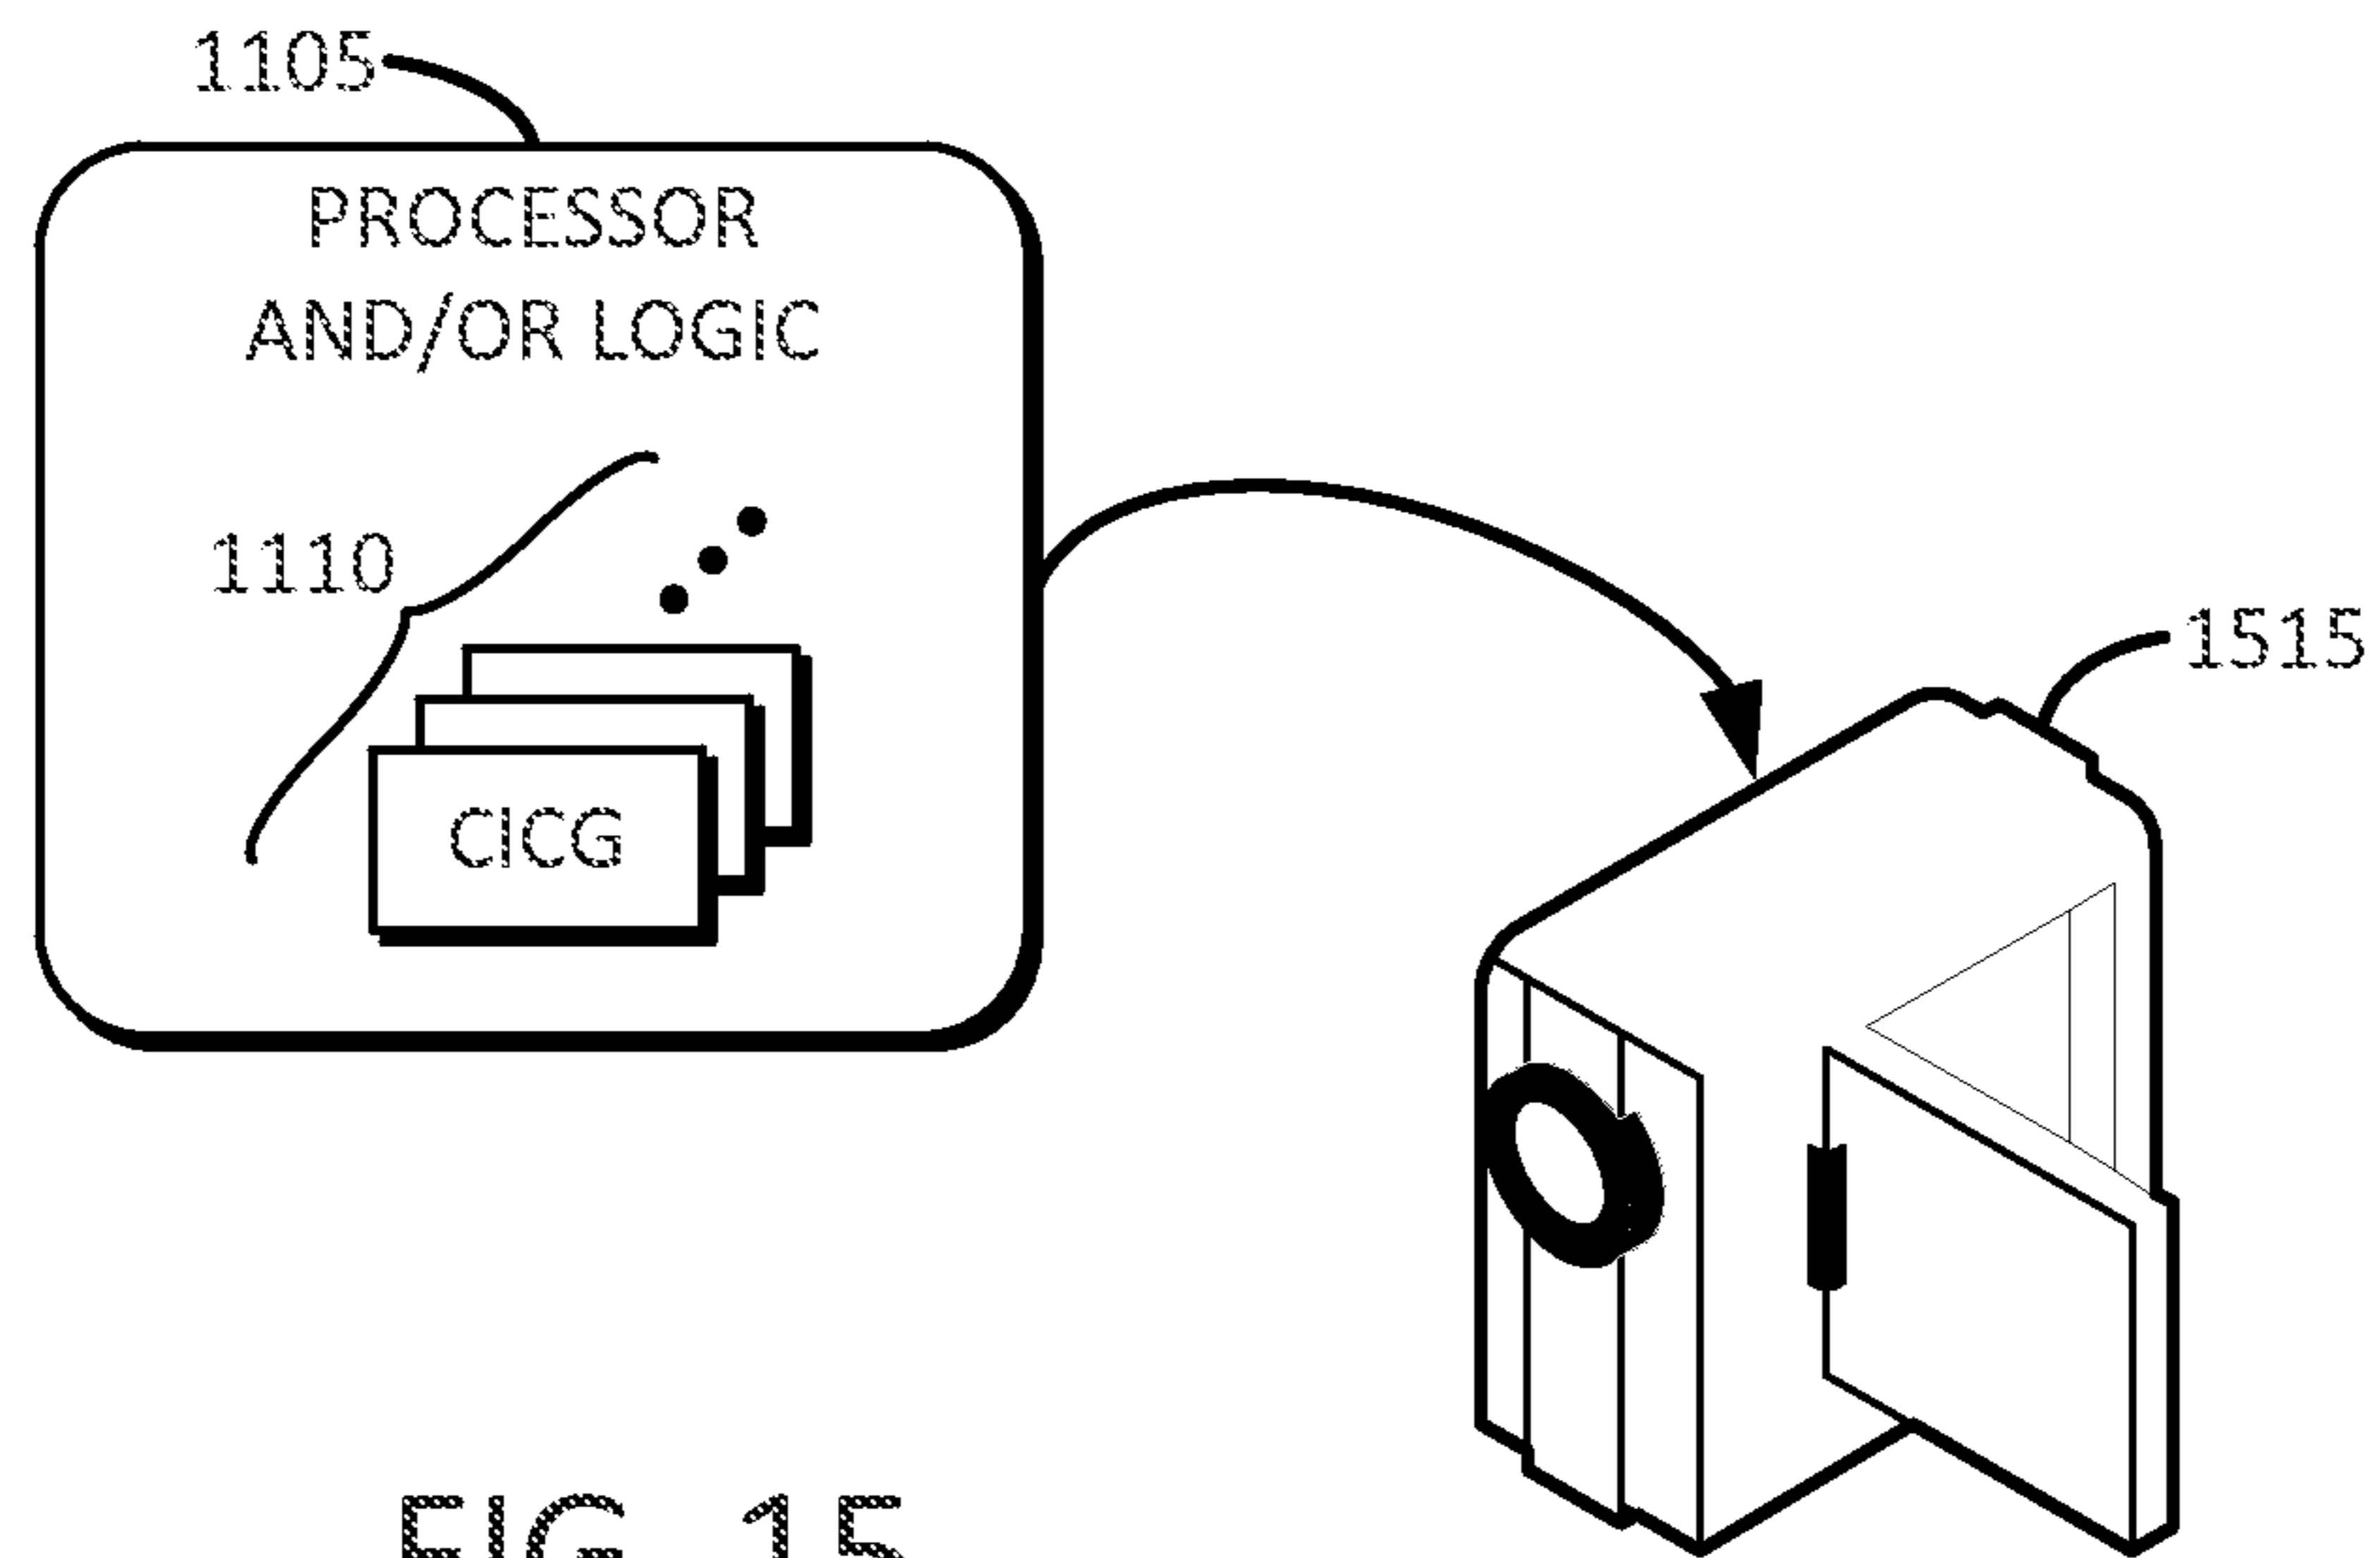 1105
PROCESSOR
AND/OR LOGIC
1110
CICG
1515
FIG. 15